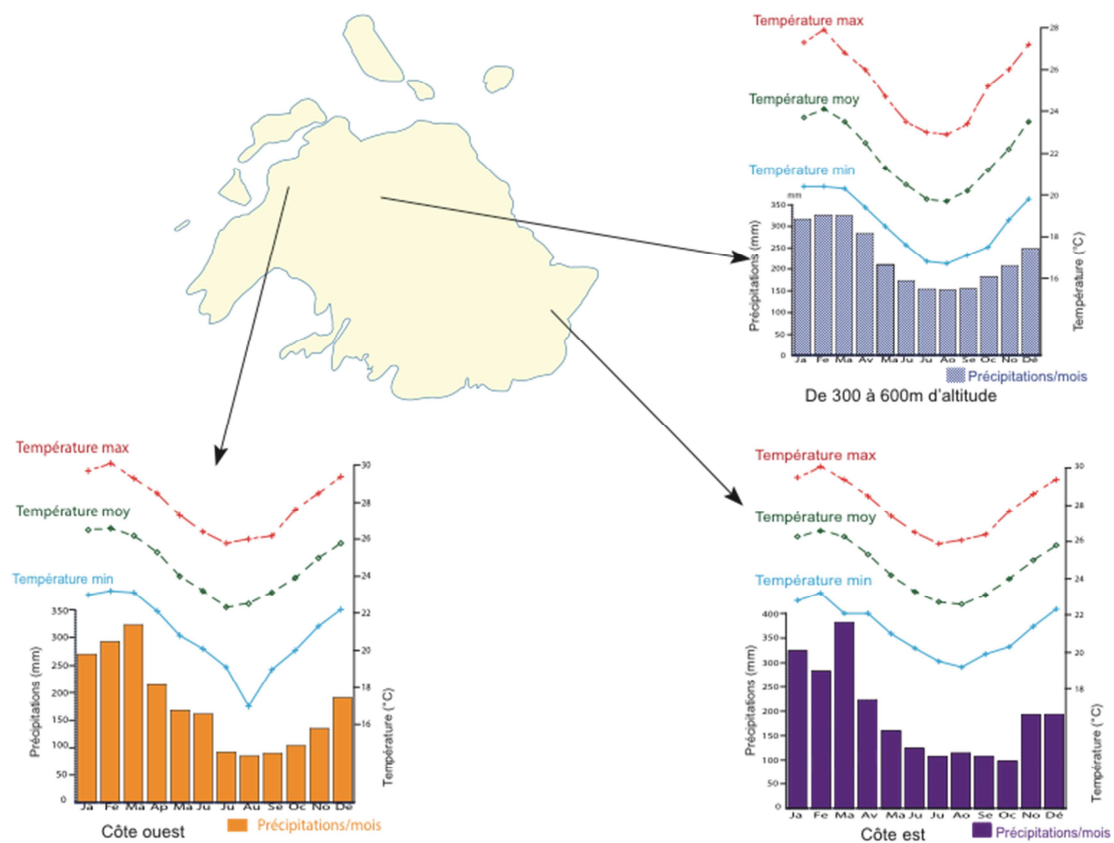 Température max
Température moy
Température min
mm
28
26
24
22
20
18
16
Température (°C)
350
300
250
200
150
100
50
0
Précipitations (mm)
Ja Fe Ma Av Ma Ju Ju Ao Se Oc No Dé
Précipitations/mois
De 300 à 600m d'altitude
Température max
Température moy
Température min
30
28
26
24
22
20
18
16
Température (°C)
350
300
250
200
150
100
50
0
Précipitations (mm)
Ja Fe Ma Ap Ma Ju Ju Au Se Oc No De
Côte ouest
Précipitations/mois
Température max
Température moy
Température min
30
28
26
24
22
20
18
Température (°C)
400
350
300
250
200
150
100
50
0
Précipitations (mm)
Ja Fe Ma Av Ma Ju Ju Ao Se Oc No Dé
Côte est
Précipitations/mois